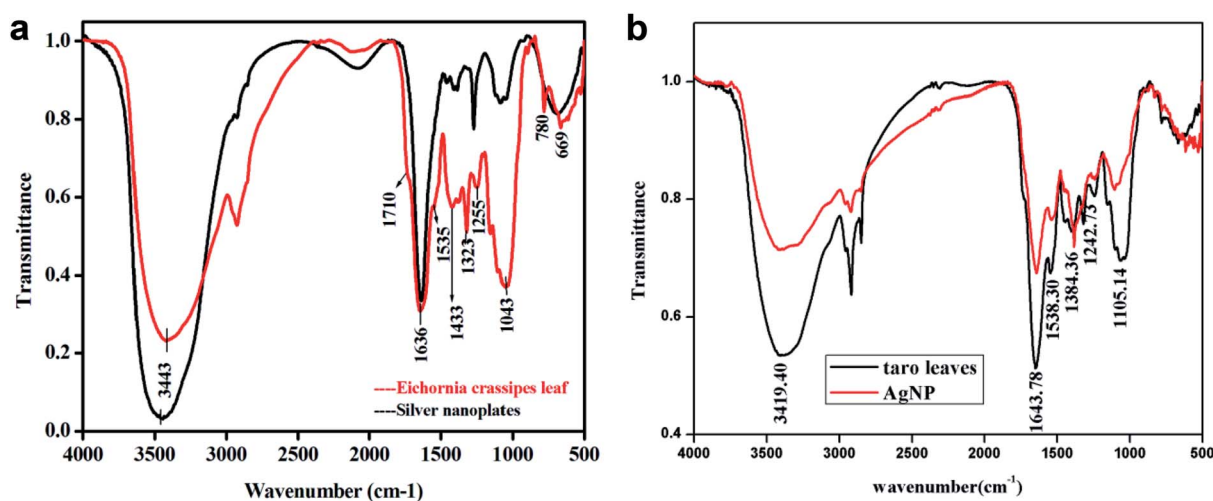 a
1.0
0.8
0.6
0.4
0.2
0.0
Transmittance
3443
1710
1636
1535
1433
1323
1255
1043
780
669
----Eichornia crassipes leaf
----Silver nanoplates
4000 3500 3000 2500 2000 1500 1000 500
Wavenumber (cm-1)
b
1.0
0.8
0.6
0.4
Transmittance
3419.40
1643.78
1538.30
1384.36
1242.73
1105.14
taro leaves
AgNP
4000 3500 3000 2500 2000 1500 1000 500
wavenumber(cm⁻¹)